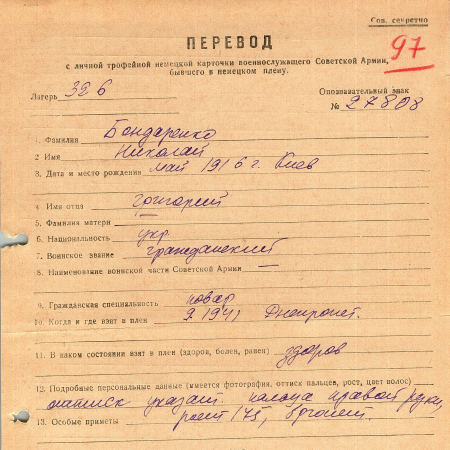 Сов. секретно
ПЕРЕВОД
97
с личной трофейной немецкой карточки военнослужащего Советской Армии,
бывшего в немецком плену.
Лагерь 326
Опознавательный знак
№ 27808
1. Фамилия Бондаренко
2 Имя Николай
3. Дата и место рождения май 1916 г. Киев
4. Имя отца Григорий
5. Фамилия матери —
6. Национальность укр
7. Воинское звание гражданский
8. Наименование воинской части Советской Армии —
9. Гражданская специальность повар
10. Когда и где взят в плен 9.1941 Днепропет.
11. В каком состоянии взят в плен (здоров, болен, ранен) здоров
12. Подробные персональные данные (имеется фотография, оттиск пальцев, рост, цвет волос)
оттиск указат. пальца правой руки,
13. Особые приметы рост 175,